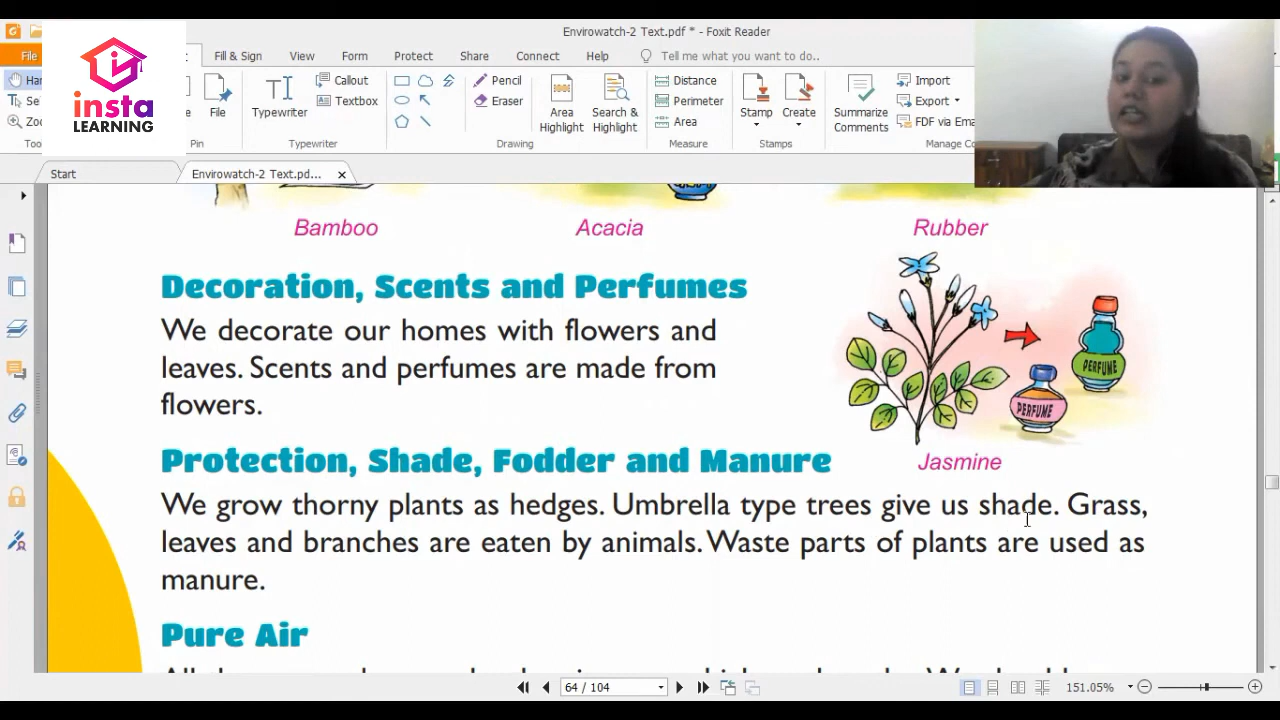 Envirowatch-2 Text.pdf * - Foxit Reader
File
Fill & Sign View Form Protect Share Connect Help Tell me what you want to do..
insta
LEARNING
File
Typewriter
Callout
Textbox
Pencil
Eraser
Area
Highlight
Search &
Highlight
Distance
Perimeter
Area
Stamp
Create
Summarize
Comments
Import
Export
FDF via Ema
Pin Typewriter Drawing Measure Stamps Manage Co
Start Envirowatch-2 Text.pd...
Bamboo Acacia Rubber
Decoration, Scents and Perfumes
We decorate our homes with flowers and
leaves. Scents and perfumes are made from
flowers.
PERFUME
PERFUME
Jasmine
Protection, Shade, Fodder and Manure
We grow thorny plants as hedges. Umbrella type trees give us shade. Grass,
leaves and branches are eaten by animals. Waste parts of plants are used as
manure.
Pure Air
64 / 104
151.05%